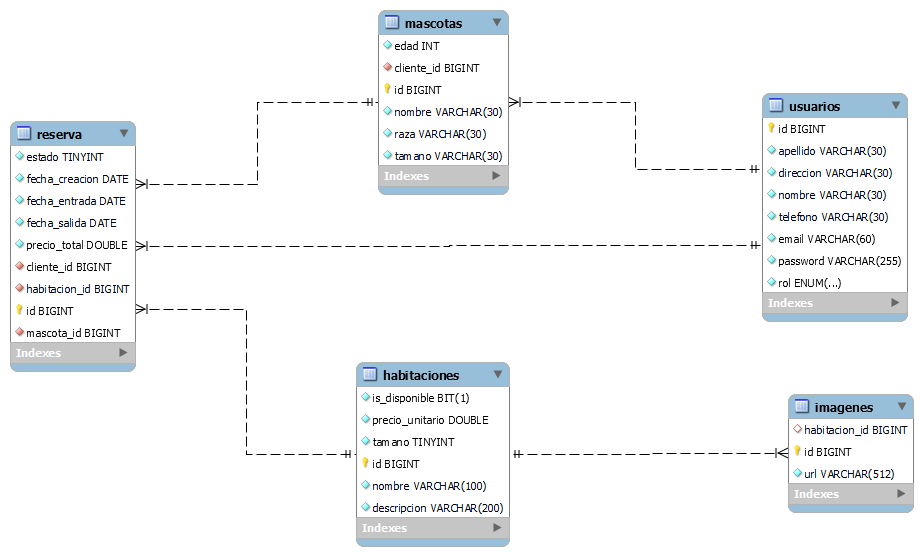 mascotas
edad INT
cliente_id BIGINT
id BIGINT
nombre VARCHAR(30)
raza VARCHAR(30)
tamano VARCHAR(30)
Indexes
usuarios
id BIGINT
apellido VARCHAR(30)
direccion VARCHAR(30)
nombre VARCHAR(30)
telefono VARCHAR(30)
email VARCHAR(60)
password VARCHAR(255)
rol ENUM(...)
Indexes
reserva
estado TINYINT
fecha_creacion DATE
fecha_entrada DATE
fecha_salida DATE
precio_total DOUBLE
cliente_id BIGINT
habitacion_id BIGINT
id BIGINT
mascota_id BIGINT
Indexes
habitaciones
is_disponible BIT(1)
precio_unitario DOUBLE
tamano TINYINT
id BIGINT
nombre VARCHAR(100)
descripcion VARCHAR(200)
Indexes
imagenes
habitacion_id BIGINT
id BIGINT
url VARCHAR(512)
Indexes